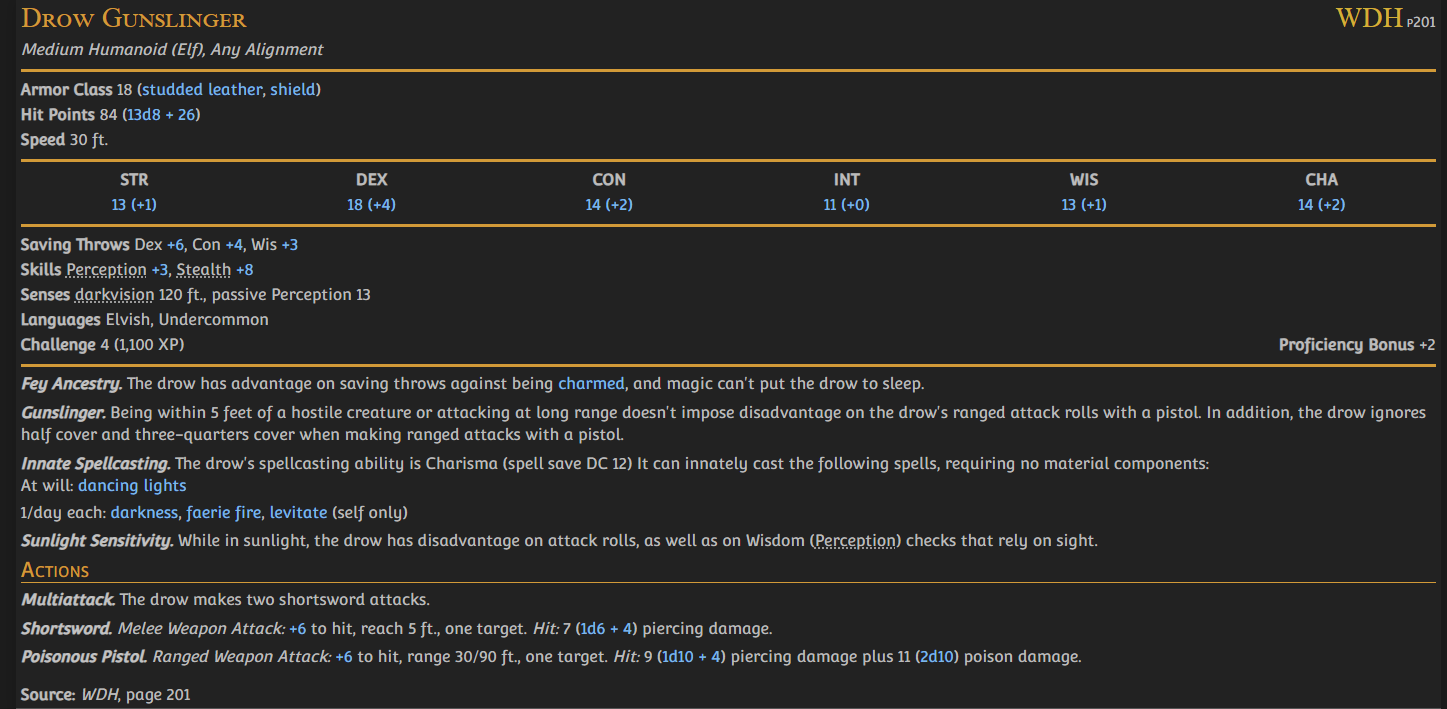 Drow Gunslinger WDH P201
Medium Humanoid (Elf), Any Alignment
Armor Class 18 (studded leather, shield)
Hit Points 84 (13d8 + 26)
Speed 30 ft.
STR DEX CON INT WIS CHA
13 (+1) 18 (+4) 14 (+2) 11 (+0) 13 (+1) 14 (+2)
Saving Throws Dex +6, Con +4, Wis +3
Skills Perception +3, Stealth +8
Senses darkvision 120 ft., passive Perception 13
Languages Elvish, Undercommon
Challenge 4 (1,100 XP) Proficiency Bonus +2
Fey Ancestry. The drow has advantage on saving throws against being charmed, and magic can't put the drow to sleep.
Gunslinger. Being within 5 feet of a hostile creature or attacking at long range doesn't impose disadvantage on the drow's ranged attack rolls with a pistol. In addition, the drow ignores
half cover and three-quarters cover when making ranged attacks with a pistol.
Innate Spellcasting. The drow's spellcasting ability is Charisma (spell save DC 12) It can innately cast the following spells, requiring no material components:
At will: dancing lights
1/day each: darkness, faerie fire, levitate (self only)
Sunlight Sensitivity. While in sunlight, the drow has disadvantage on attack rolls, as well as on Wisdom (Perception) checks that rely on sight.
Actions
Multiattack. The drow makes two shortsword attacks.
Shortsword. Melee Weapon Attack: +6 to hit, reach 5 ft., one target. Hit: 7 (1d6 + 4) piercing damage.
Poisonous Pistol. Ranged Weapon Attack: +6 to hit, range 30/90 ft., one target. Hit: 9 (1d10 + 4) piercing damage plus 11 (2d10) poison damage.
Source: WDH, page 201